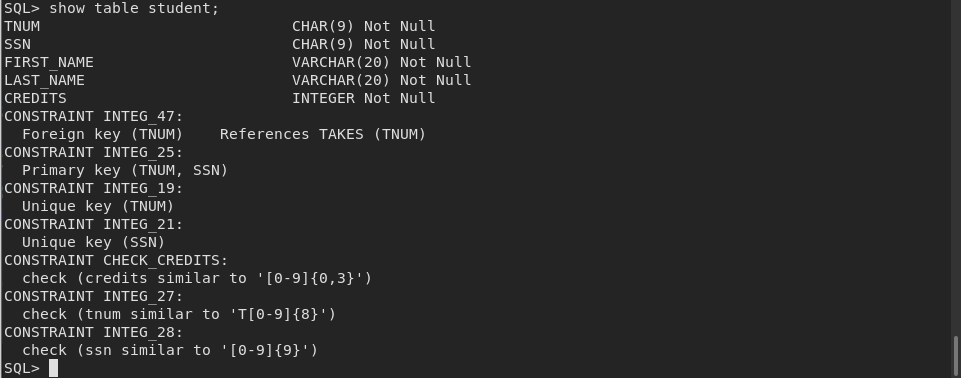 SQL> show table student;
TNUM                            CHAR(9) Not Null
SSN                             CHAR(9) Not Null
FIRST_NAME                      VARCHAR(20) Not Null
LAST_NAME                       VARCHAR(20) Not Null
CREDITS                         INTEGER Not Null
CONSTRAINT INTEG_47:
  Foreign key (TNUM)    References TAKES (TNUM)
CONSTRAINT INTEG_25:
  Primary key (TNUM, SSN)
CONSTRAINT INTEG_19:
  Unique key (TNUM)
CONSTRAINT INTEG_21:
  Unique key (SSN)
CONSTRAINT CHECK_CREDITS:
  check (credits similar to '[0-9]{0,3}')
CONSTRAINT INTEG_27:
  check (tnum similar to 'T[0-9]{8}')
CONSTRAINT INTEG_28:
  check (ssn similar to '[0-9]{9}')
SQL>